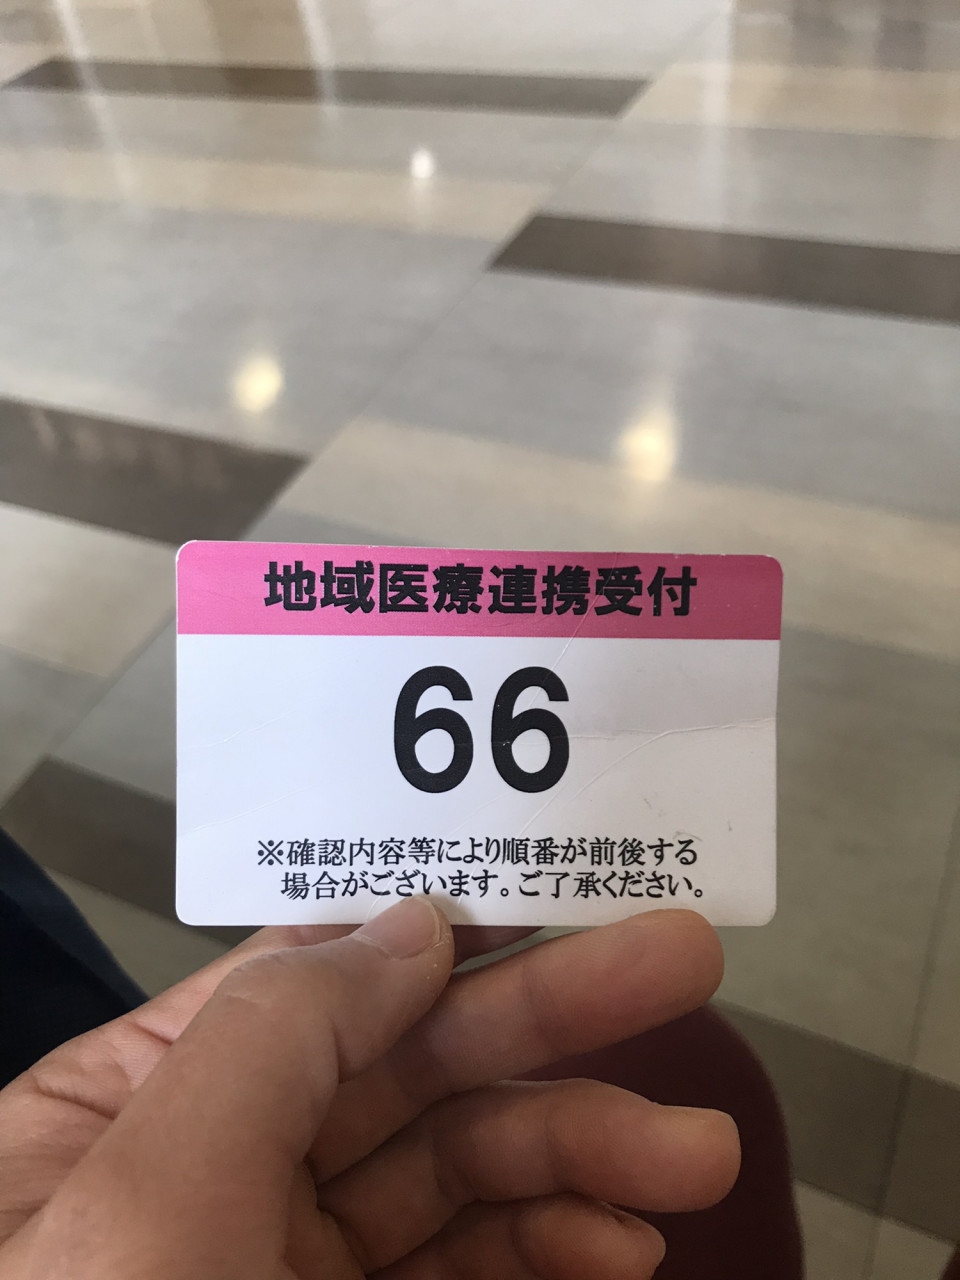 地域医療連携受付
66
※確認内容等により順番が前後する
場合がございます。ご了承ください。